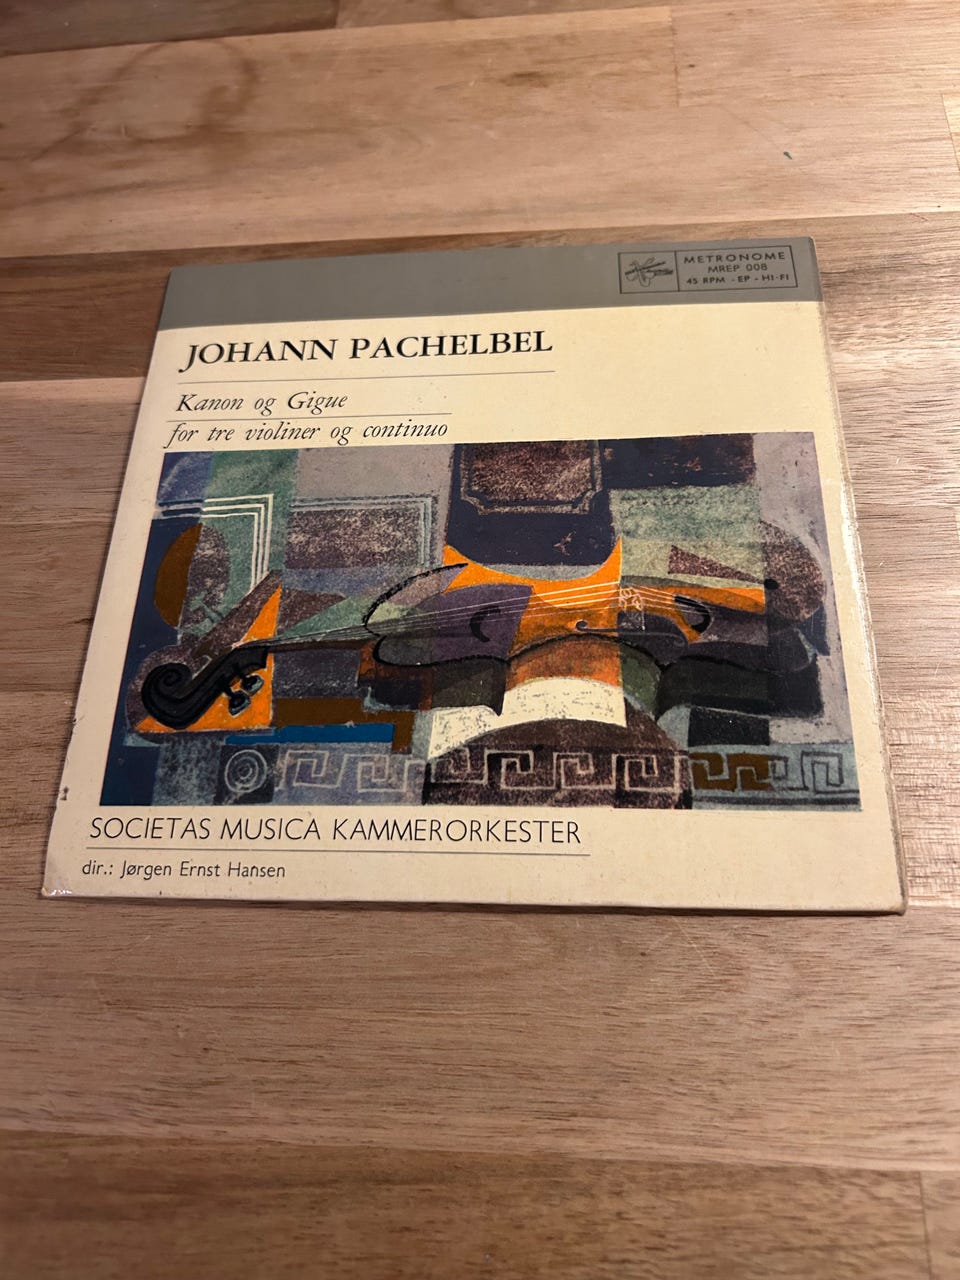 METRONOME
MREP 008
45 RPM - EP - HI-FI
JOHANN PACHELBEL
Kanon og Gigue
for tre violiner og continuo
SOCIETAS MUSICA KAMMERORKESTER
dir.: Jørgen Ernst Hansen